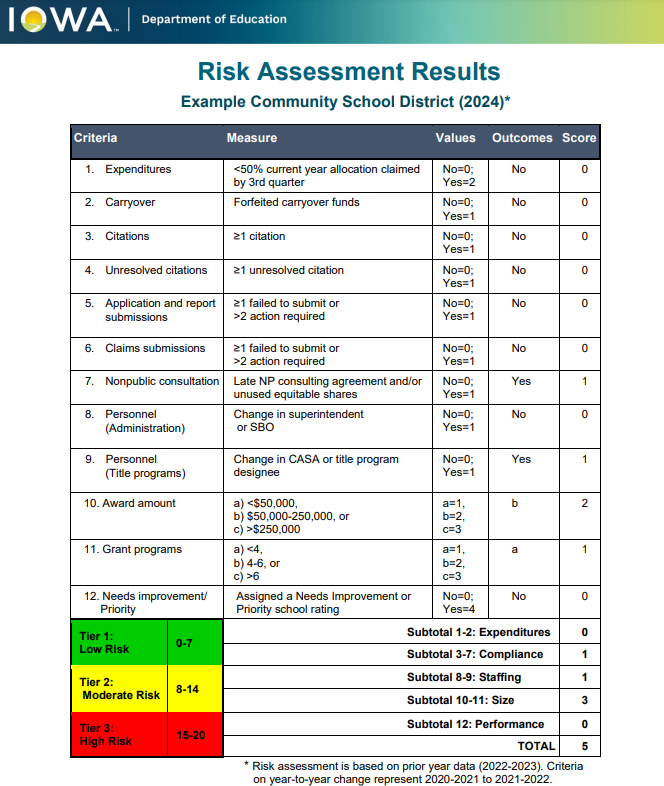 IOWA™ Department of Education
Risk Assessment Results
Example Community School District (2024)*
Criteria Measure Values Outcomes Score
1. Expenditures <50% current year allocation claimed No=0; No 0
by 3rd quarter Yes=2
2. Carryover Forfeited carryover funds No=0; No 0
Yes=1
3. Citations ≥1 citation No=0; No 0
Yes=1
4. Unresolved citations ≥1 unresolved citation No=0; No 0
Yes=1
5. Application and report ≥1 failed to submit or No=0; No 0
submissions >2 action required Yes=1
6. Claims submissions ≥1 failed to submit or No=0; No 0
>2 action required Yes=1
7. Nonpublic consultation Late NP consulting agreement and/or No=0; Yes 1
unused equitable shares Yes=1
8. Personnel Change in superintendent No=0; No 0
(Administration) or SBO Yes=1
9. Personnel Change in CASA or title program No=0; Yes 1
(Title programs) designee Yes=1
10. Award amount a) <$50,000, a=1, b 2
b) $50,000-250,000, or b=2,
c) >$250,000 c=3
11. Grant programs a) <4, a=1, a 1
b) 4-6, or b=2,
c) >6 c=3
12. Needs improvement/ Assigned a Needs Improvement or No=0; No 0
Priority Priority school rating Yes=4
Tier 1:
Low Risk 0-7
Tier 2:
Moderate Risk 8-14
Tier 3:
High Risk 15-20
Subtotal 1-2: Expenditures 0
Subtotal 3-7: Compliance 1
Subtotal 8-9: Staffing 1
Subtotal 10-11: Size 3
Subtotal 12: Performance 0
TOTAL 5
* Risk assessment is based on prior year data (2022-2023). Criteria
on year-to-year change represent 2020-2021 to 2021-2022.